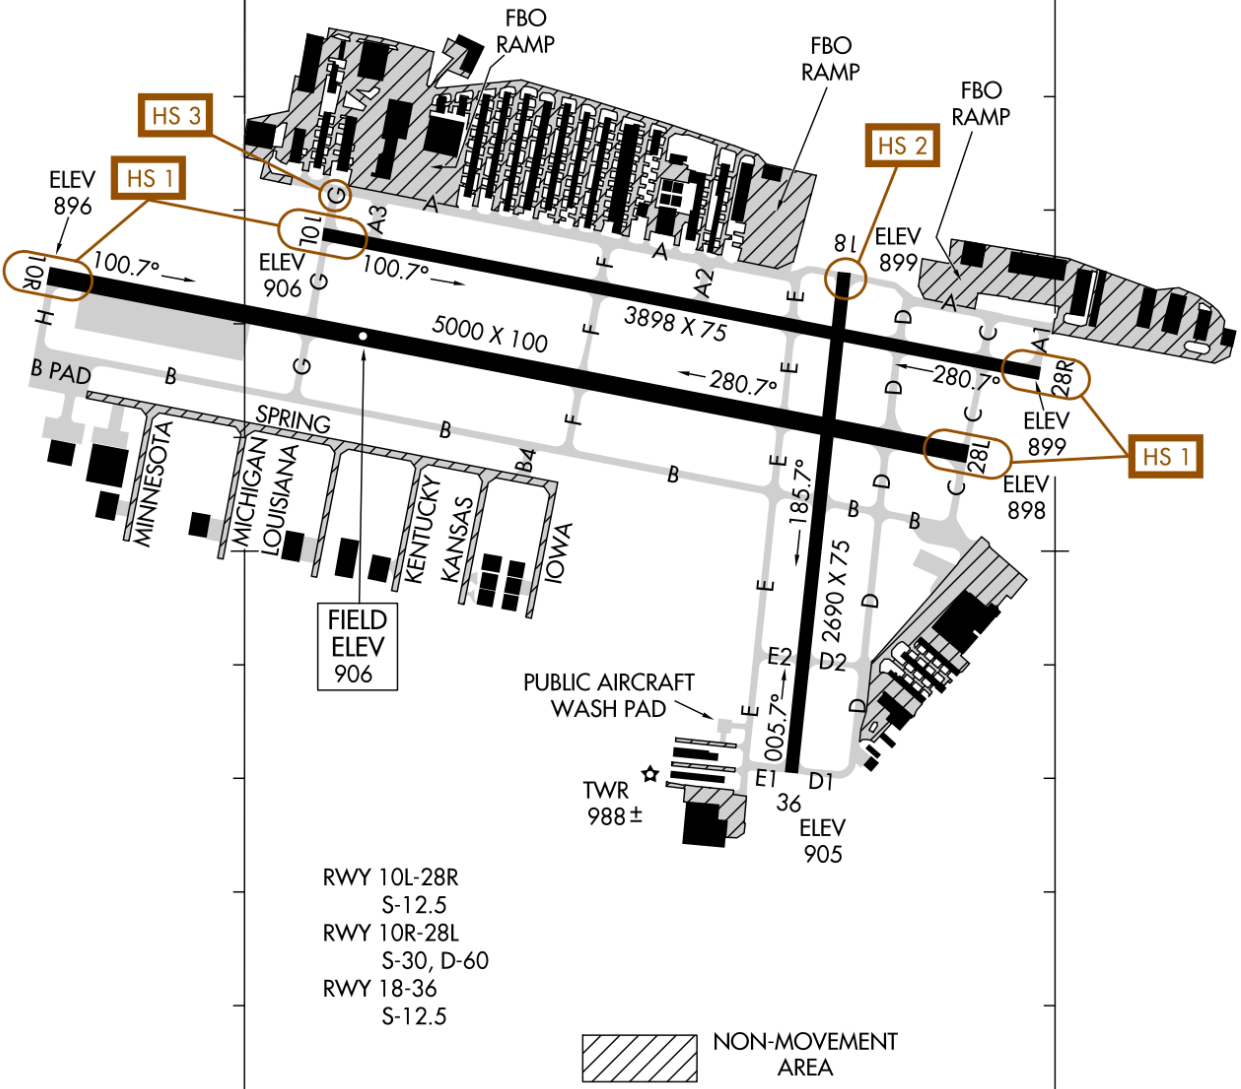 FBO
RAMP
FBO
RAMP
FBO
RAMP
HS 3
HS 2
HS 1
ELEV
896
G
A3
A
10L
18
ELEV
899
ELEV
906
100.7°
100.7°
10R
G
F
A
A2
E
D
A
C
A1
H
5000 X 100
F
3898 X 75
280.7°
280.7°
28R
B PAD
B
G
E
D
C
ELEV
899
SPRING
B
F
B4
B
E
D
28L
C
HS 1
ELEV
898
MINNESOTA
MICHIGAN
LOUISIANA
KENTUCKY
KANSAS
IOWA
185.7°
B
B
E
2690 X 75
D
FIELD
ELEV
906
E2
D2
PUBLIC AIRCRAFT
WASH PAD
E
005.7°
D
TWR
988±
E1
D1
36
ELEV
905
RWY 10L-28R
S-12.5
RWY 10R-28L
S-30, D-60
RWY 18-36
S-12.5
NON-MOVEMENT
AREA